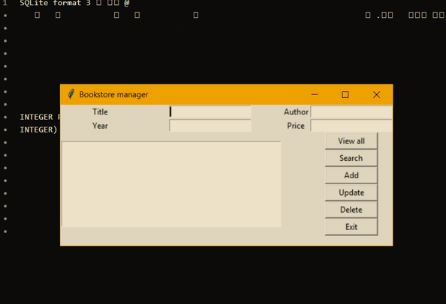 1 SQLite format 3 @
Bookstore manager
Title Author
Year Price
INTEGER
INTEGER)
View all
Search
Add
Update
Delete
Exit